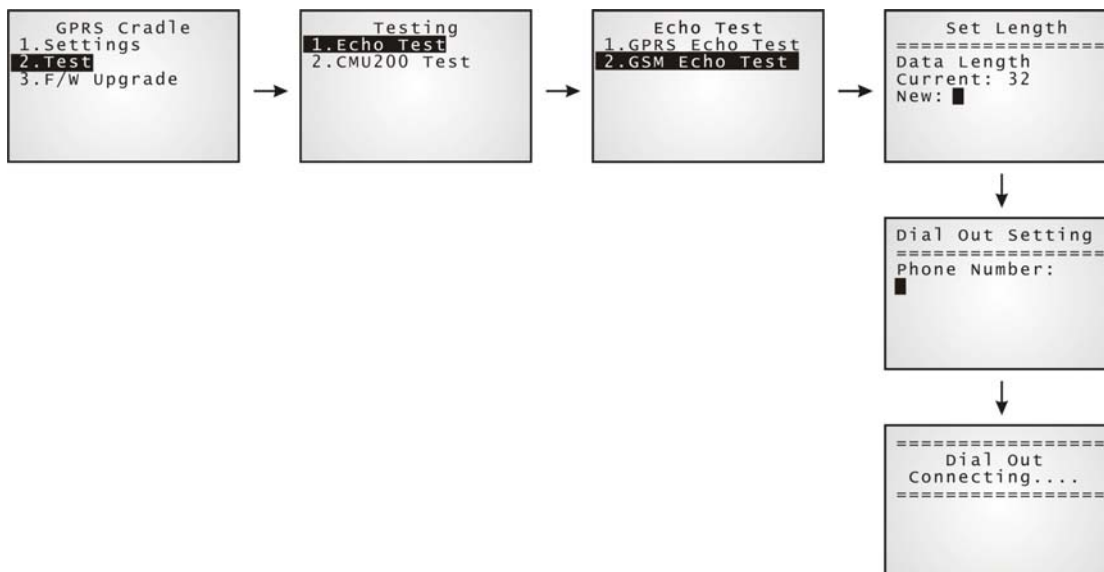 GPRS Cradle
1.Settings
2.Test
3.F/W Upgrade
Testing
1.Echo Test
2.CMU200 Test
Echo Test
1.GPRS Echo Test
2.GSM Echo Test
Set Length
=================
Data Length
Current: 32
New:
Dial Out Setting
=================
Phone Number:
=================
Dial Out
Connecting....
=================